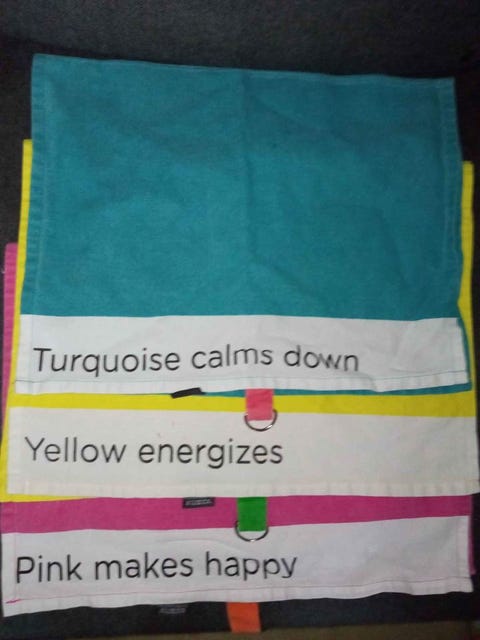 Turquoise calms down
Yellow energizes
Pink makes happy